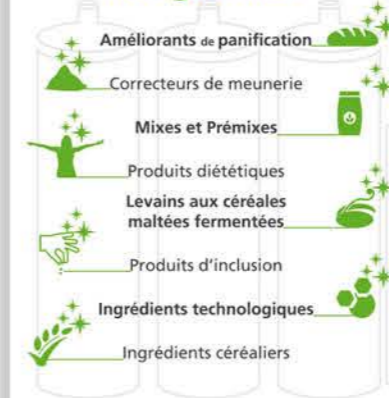 Améliorants de panification
Correcteurs de meunerie
Mixes et Prémixes
Produits diététiques
Levains aux céréales
maltées fermentées
Produits d'inclusion
Ingrédients technologiques
Ingrédients céréaliers